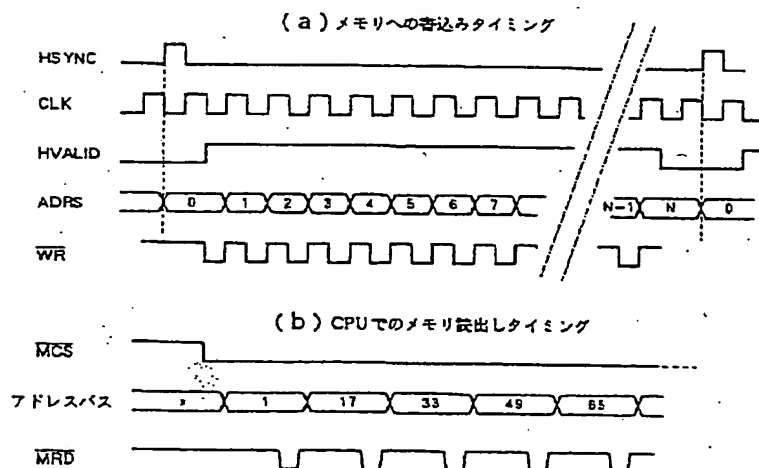 (a)メモリへの書込みタイミング
HSYNC
CLK
HVALID
ADRS 0 1 2 3 4 5 6 7 N-1 N 0
WR
(b)CPUでのメモリ読出しタイミング
MCS
アドレスバス 1 17 33 49 65
MRD